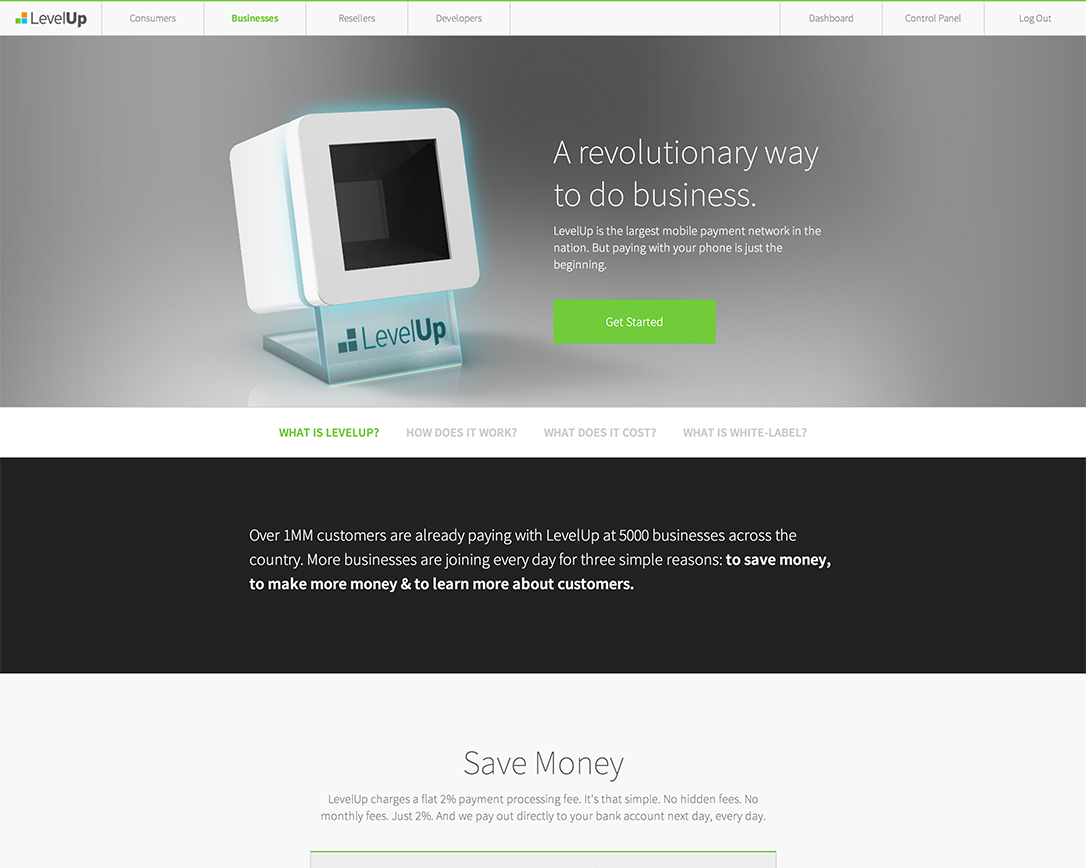 LevelUp
Consumers
Businesses
Resellers
Developers
Dashboard
Control Panel
Log Out
A revolutionary way
to do business.
LevelUp is the largest mobile payment network in the
nation. But paying with your phone is just the
beginning.
Get Started
LevelUp
WHAT IS LEVELUP?
HOW DOES IT WORK?
WHAT DOES IT COST?
WHAT IS WHITE-LABEL?
Over 1MM customers are already paying with LevelUp at 5000 businesses across the
country. More businesses are joining every day for three simple reasons: to save money,
to make more money & to learn more about customers.
Save Money
LevelUp charges a flat 2% payment processing fee. It's that simple. No hidden fees. No
monthly fees. Just 2%. And we pay out directly to your bank account next day, every day.